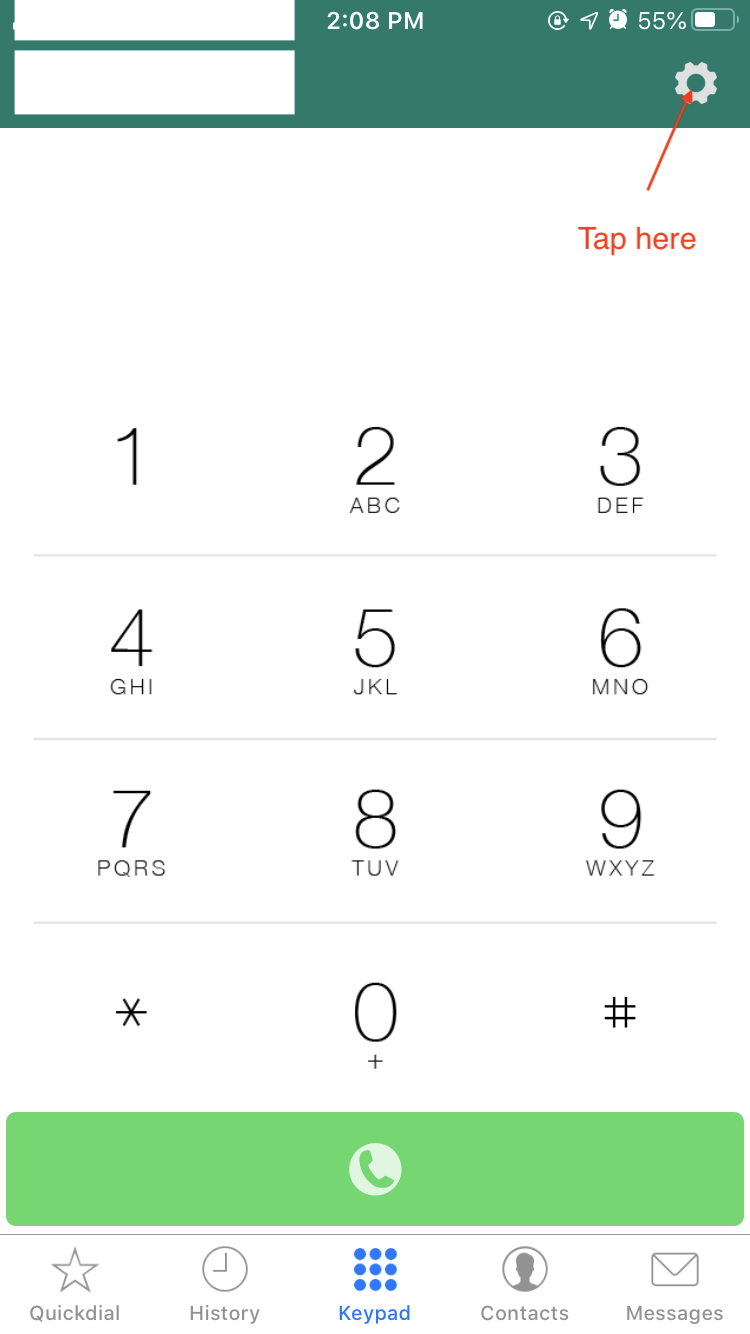 2:08 PM 55%
Tap here
1 2 3
ABC DEF
4 5 6
GHI JKL MNO
7 8 9
PQRS TUV WXYZ
* 0 #
+
Quickdial History Keypad Contacts Messages